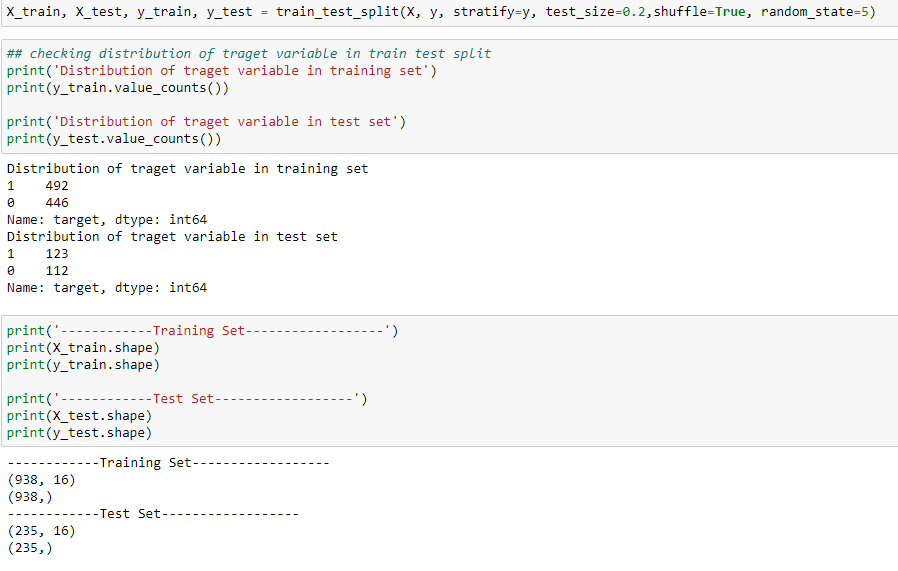 X_train, X_test, y_train, y_test = train_test_split(X, y, stratify=y, test_size=0.2,shuffle=True, random_state=5)
## checking distribution of traget variable in train test split
print('Distribution of traget variable in training set')
print(y_train.value_counts())
print('Distribution of traget variable in test set')
print(y_test.value_counts())
Distribution of traget variable in training set
1    492
0    446
Name: target, dtype: int64
Distribution of traget variable in test set
1    123
0    112
Name: target, dtype: int64
print('------------Training Set------------------')
print(X_train.shape)
print(y_train.shape)
print('------------Test Set------------------')
print(X_test.shape)
print(y_test.shape)
------------Training Set------------------
(938, 16)
(938,)
------------Test Set------------------
(235, 16)
(235,)